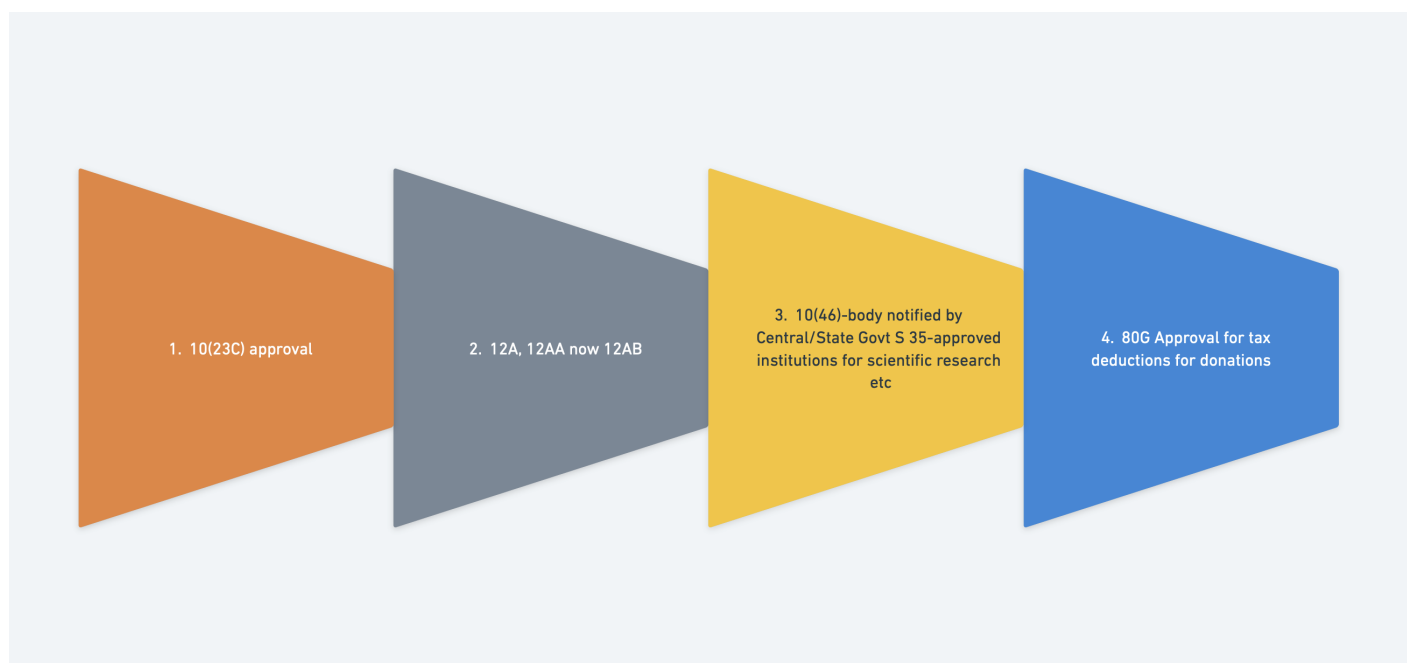 1. 10(23C) approval
2. 12A, 12AA now 12AB
3. 10(46)-body notified by
Central/State Govt S 35-approved
institutions for scientific research
etc
4. 80G Approval for tax
deductions for donations